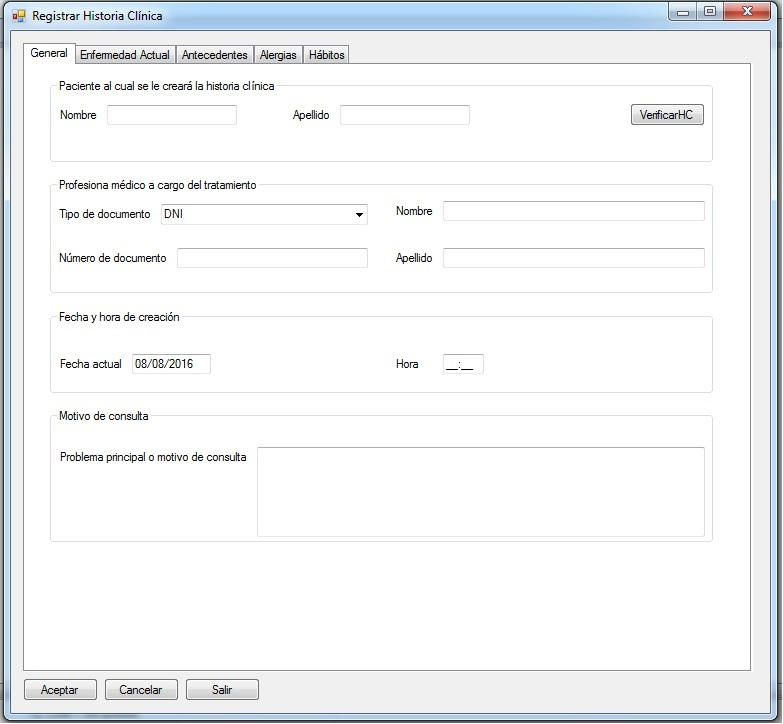 Registrar Historia Clínica
General Enfermedad Actual Antecedentes Alergias Hábitos
Paciente al cual se le creará la historia clínica
Nombre Apellido VerificarHC
Profesiona médico a cargo del tratamiento
Tipo de documento DNI Nombre
Número de documento Apellido
Fecha y hora de creación
Fecha actual 08/08/2016 Hora __:__
Motivo de consulta
Problema principal o motivo de consulta
Aceptar Cancelar Salir